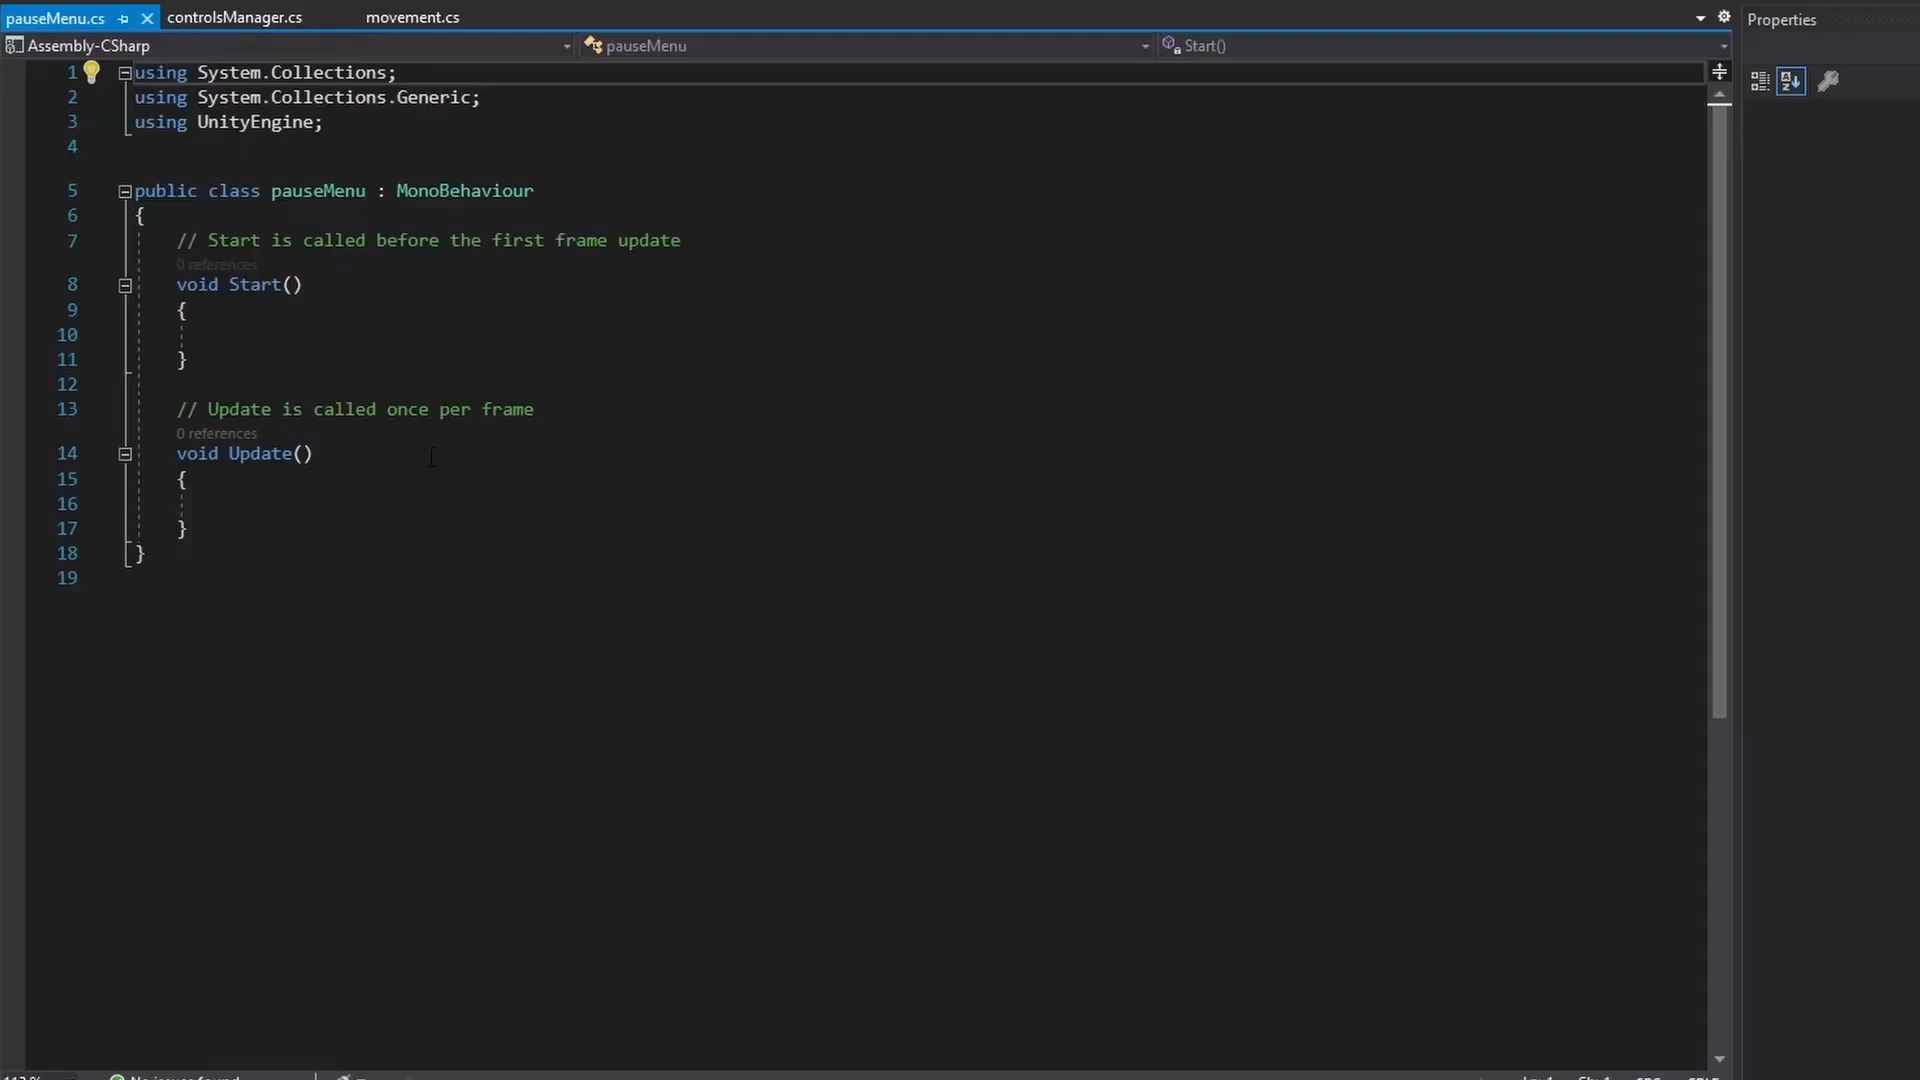 pauseMenu.cs controlsManager.cs movement.cs Properties
Assembly-CSharp pauseMenu Start()
1 using System.Collections;
2 using System.Collections.Generic;
3 using UnityEngine;
4
5 public class pauseMenu : MonoBehaviour
6 {
7 // Start is called before the first frame update
0 references
8 void Start()
9 {
10
11 }
12
13 // Update is called once per frame
0 references
14 void Update()
15 {
16
17 }
18 }
19
No issues found